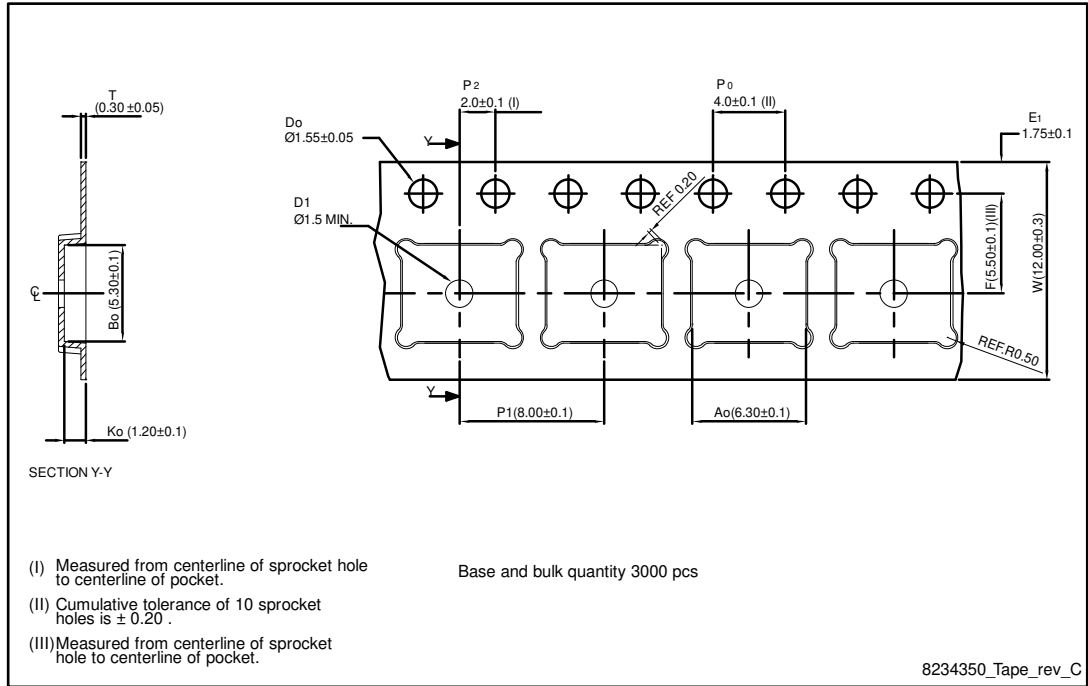 T
(0.30 ±0.05)
P2
2.0±0.1 (I)
P0
4.0±0.1 (II)
Do
Ø1.55±0.05
Y
E1
1.75±0.1
D1
Ø1.5 MIN.
REF 0.20
℄
Bo (5.30±0.1)
F(5.50±0.1)(III)
W(12.00±0.3)
REF.R0.50
Y
P1(8.00±0.1)
Ao(6.30±0.1)
Ko (1.20±0.1)
SECTION Y-Y
(I) Measured from centerline of sprocket hole
to centerline of pocket.
Base and bulk quantity 3000 pcs
(II) Cumulative tolerance of 10 sprocket
holes is ± 0.20 .
(III) Measured from centerline of sprocket
hole to centerline of pocket.
8234350_Tape_rev_C